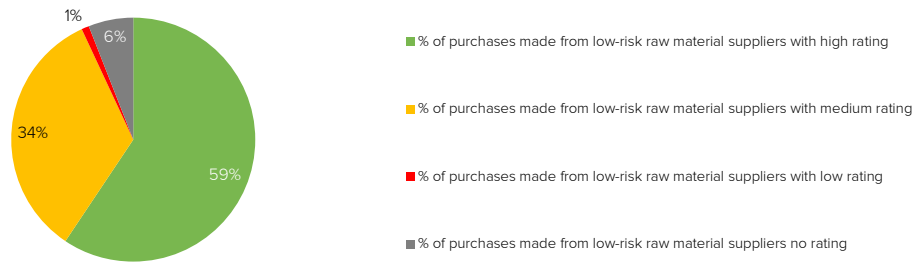 1%
6%
34%
59%
% of purchases made from low-risk raw material suppliers with high rating
% of purchases made from low-risk raw material suppliers with medium rating
% of purchases made from low-risk raw material suppliers with low rating
% of purchases made from low-risk raw material suppliers no rating